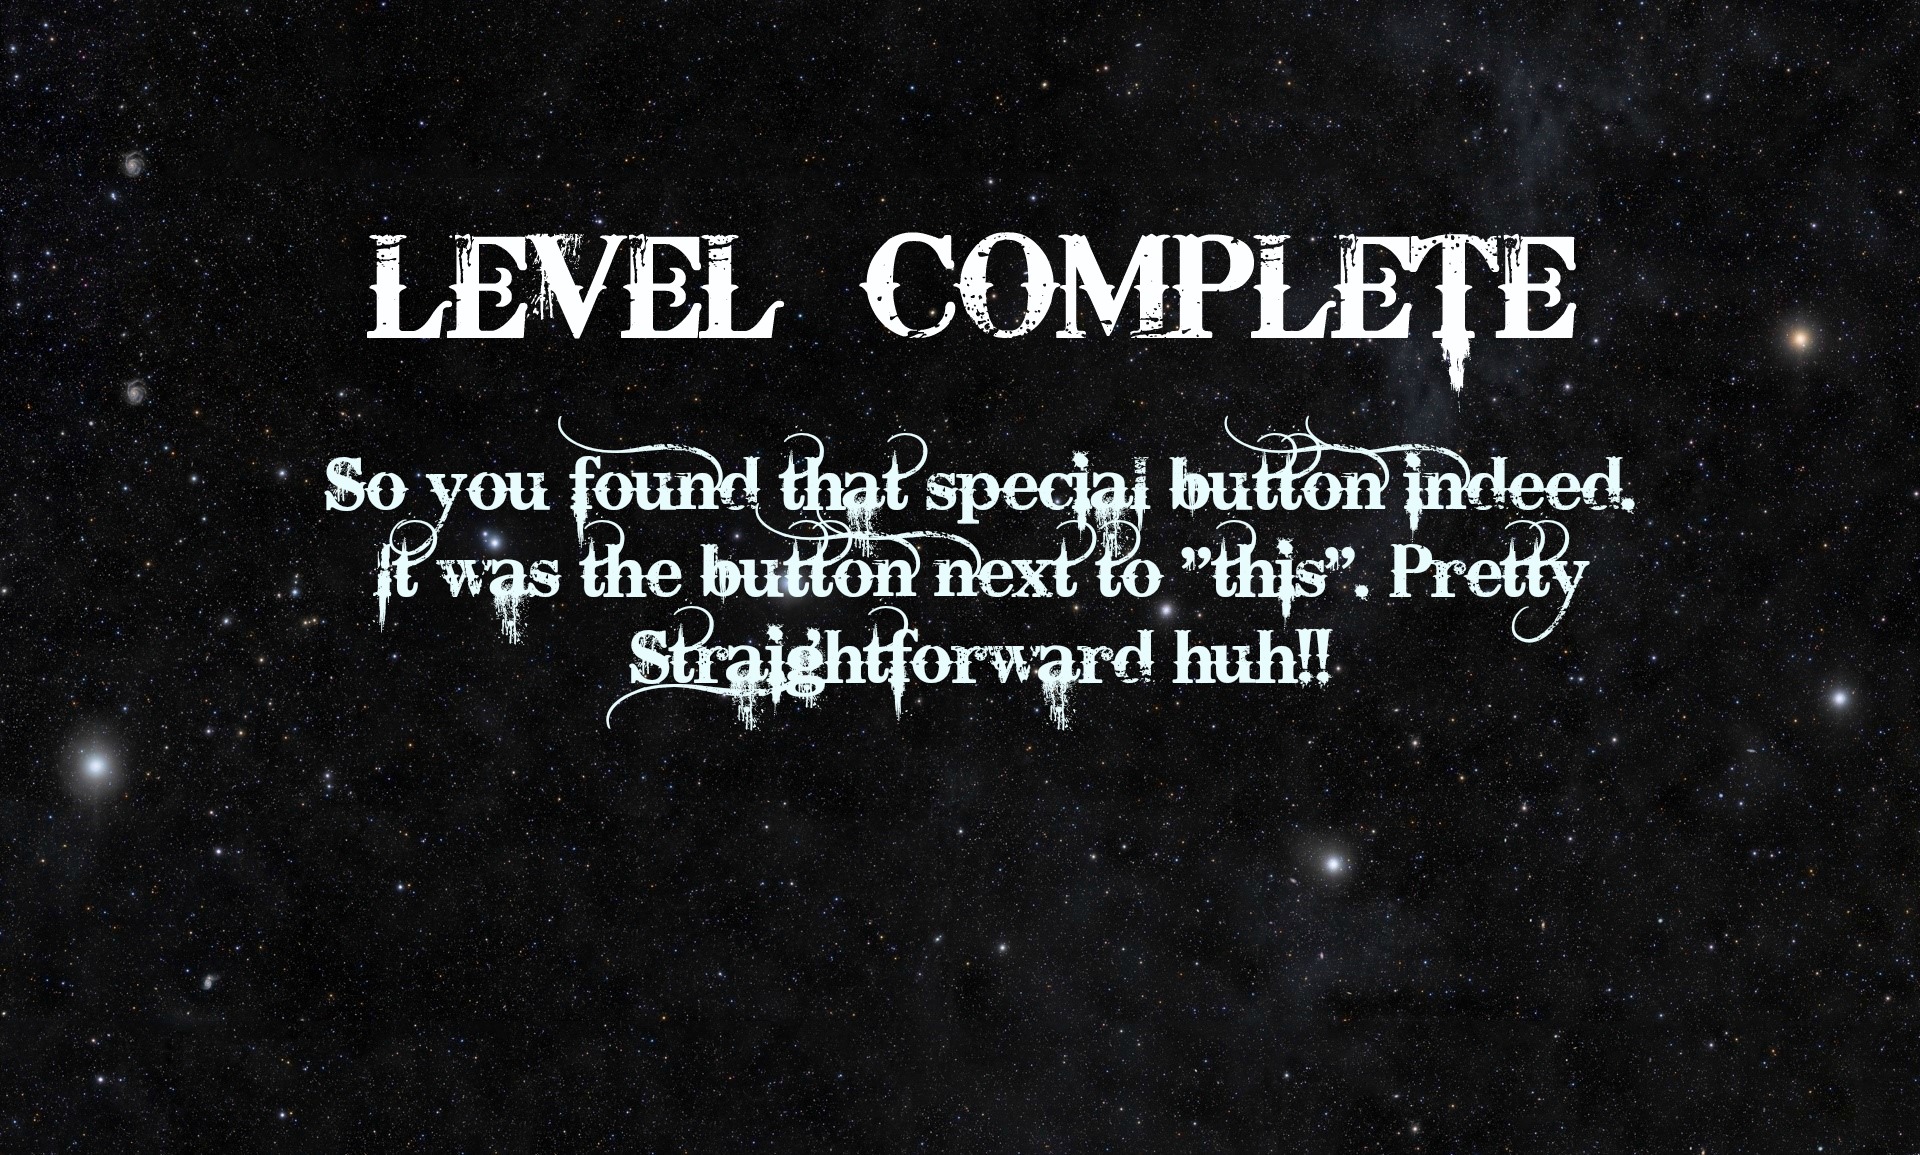 LEVEL COMPLETE
So you found that special button indeed.
It was the button next to "this". Pretty
Straightforward huh!!